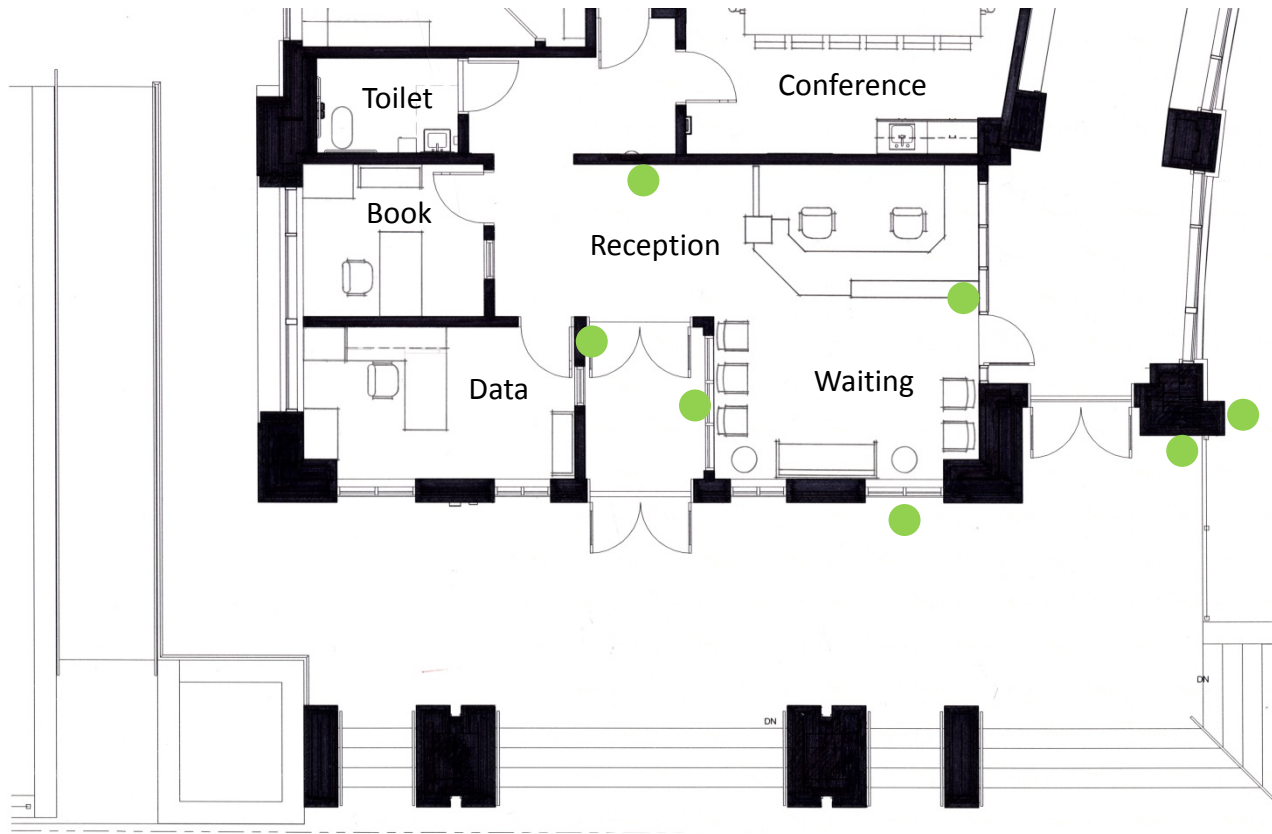 Conference
Toilet
Book
Reception
Data
Waiting
DN
DN